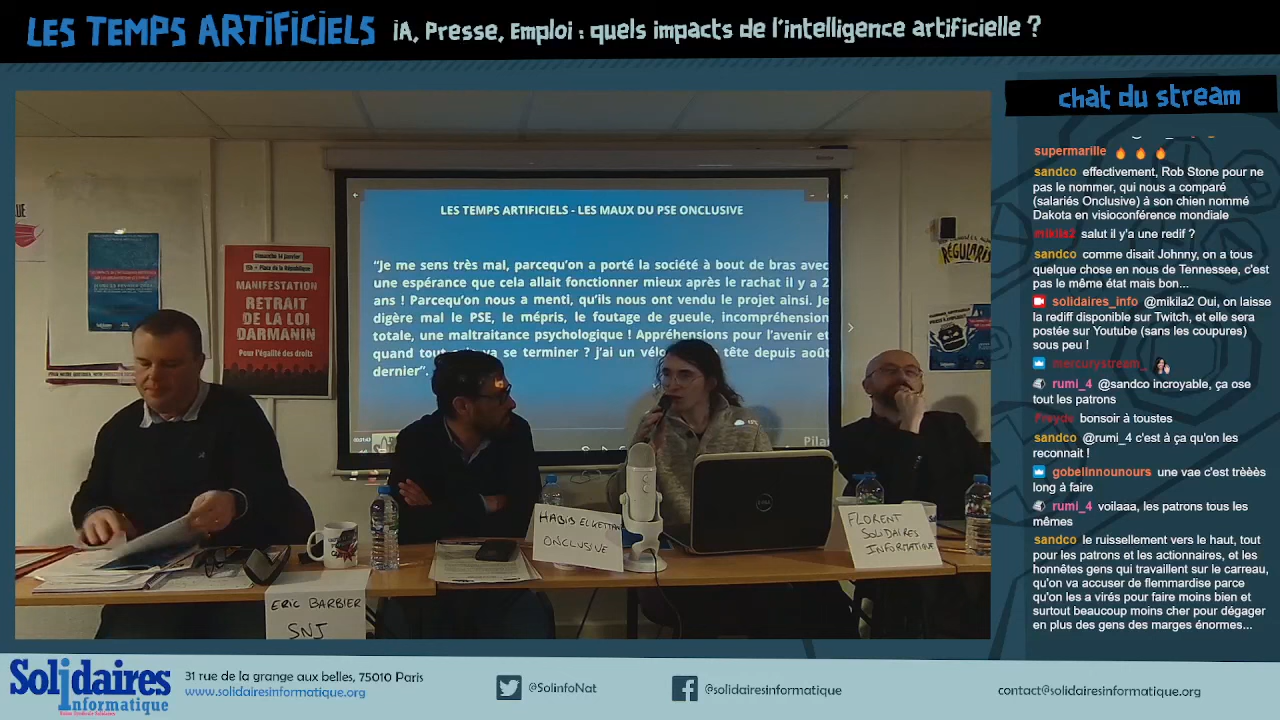 LES TEMPS ARTIFICIELS
iA, Presse, Emploi : quels impacts de l'intelligence artificielle ?
chat du stream
supermarille
sandco effectivement, Rob Stone pour ne
pas le nommer, qui nous a comparé
(salariés Onclusive) à son chien nommé
Dakota en visioconférence mondiale
mikila2 salut il y'a une redif ?
sandco comme disait Johnny, on a tous
quelque chose en nous de Tennessee, c'est
pas le même état mais bon...
solidaires_info @mikila2 Oui, on laisse
la rediff disponible sur Twitch, et elle sera
postée sur Youtube (sans les coupures)
sous peu !
mercurystream_
rumi_4 @sandco incroyable, ça ose
tout les patrons
Freyde bonsoir à toustes
sandco @rumi_4 c'est à ça qu'on les
reconnait !
gobelinnounours une vae c'est trèèès
long à faire
rumi_4 voilaaa, les patrons tous les
mêmes
sandco le ruissellement vers le haut, tout
pour les patrons et les actionnaires, et les
honnêtes gens qui travaillent sur le carreau,
qu'on va accuser de flemmardise parce
qu'on les a virés pour faire moins bien et
surtout beaucoup moins cher pour dégager
en plus des gens des marges énormes...
LES TEMPS ARTIFICIELS - LES MAUX DU PSE ONCLUSIVE
“Je me sens très mal, parcequ'on a porté la société à bout de bras avec
une espérance que cela allait fonctionner mieux après le rachat il y a 2
ans ! Parcequ'on nous a menti, qu'ils nous ont vendu le projet ainsi. Je
digère mal le PSE, le mépris, le foutage de gueule, incompréhension
totale, une maltraitance psychologique ! Appréhensions pour l'avenir et
quand tout va se terminer ? j'ai un vélo tête depuis août
dernier”.
Dimanche 14 janvier
Place de la République
MANIFESTATION
RETRAIT
DE LA LOI
DARMANIN
Pour l'égalité des droits
RÉGULARIS
DELL
ERIC BARBIER
SNJ
HABIB ELKETTAN
ONCLUSIVE
FLORENT
SOLIDAIRES
INFORMATIQUE
Solidaires
Informatique
31 rue de la grange aux belles, 75010 Paris
www.solidairesinformatique.org
@SolinfoNat
@solidairesinformatique
contact@solidairesinformatique.org